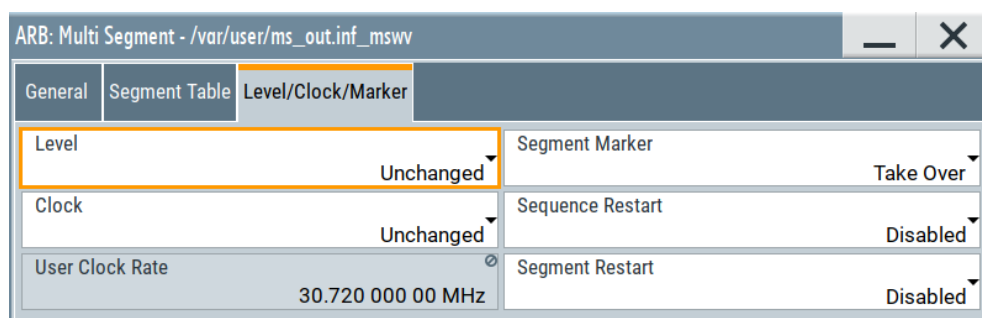 ARB: Multi Segment - /var/user/ms_out.inf_mswv
General Segment Table Level/Clock/Marker
Level
Unchanged
Segment Marker
Take Over
Clock
Unchanged
Sequence Restart
Disabled
User Clock Rate
30.720 000 00 MHz
Segment Restart
Disabled